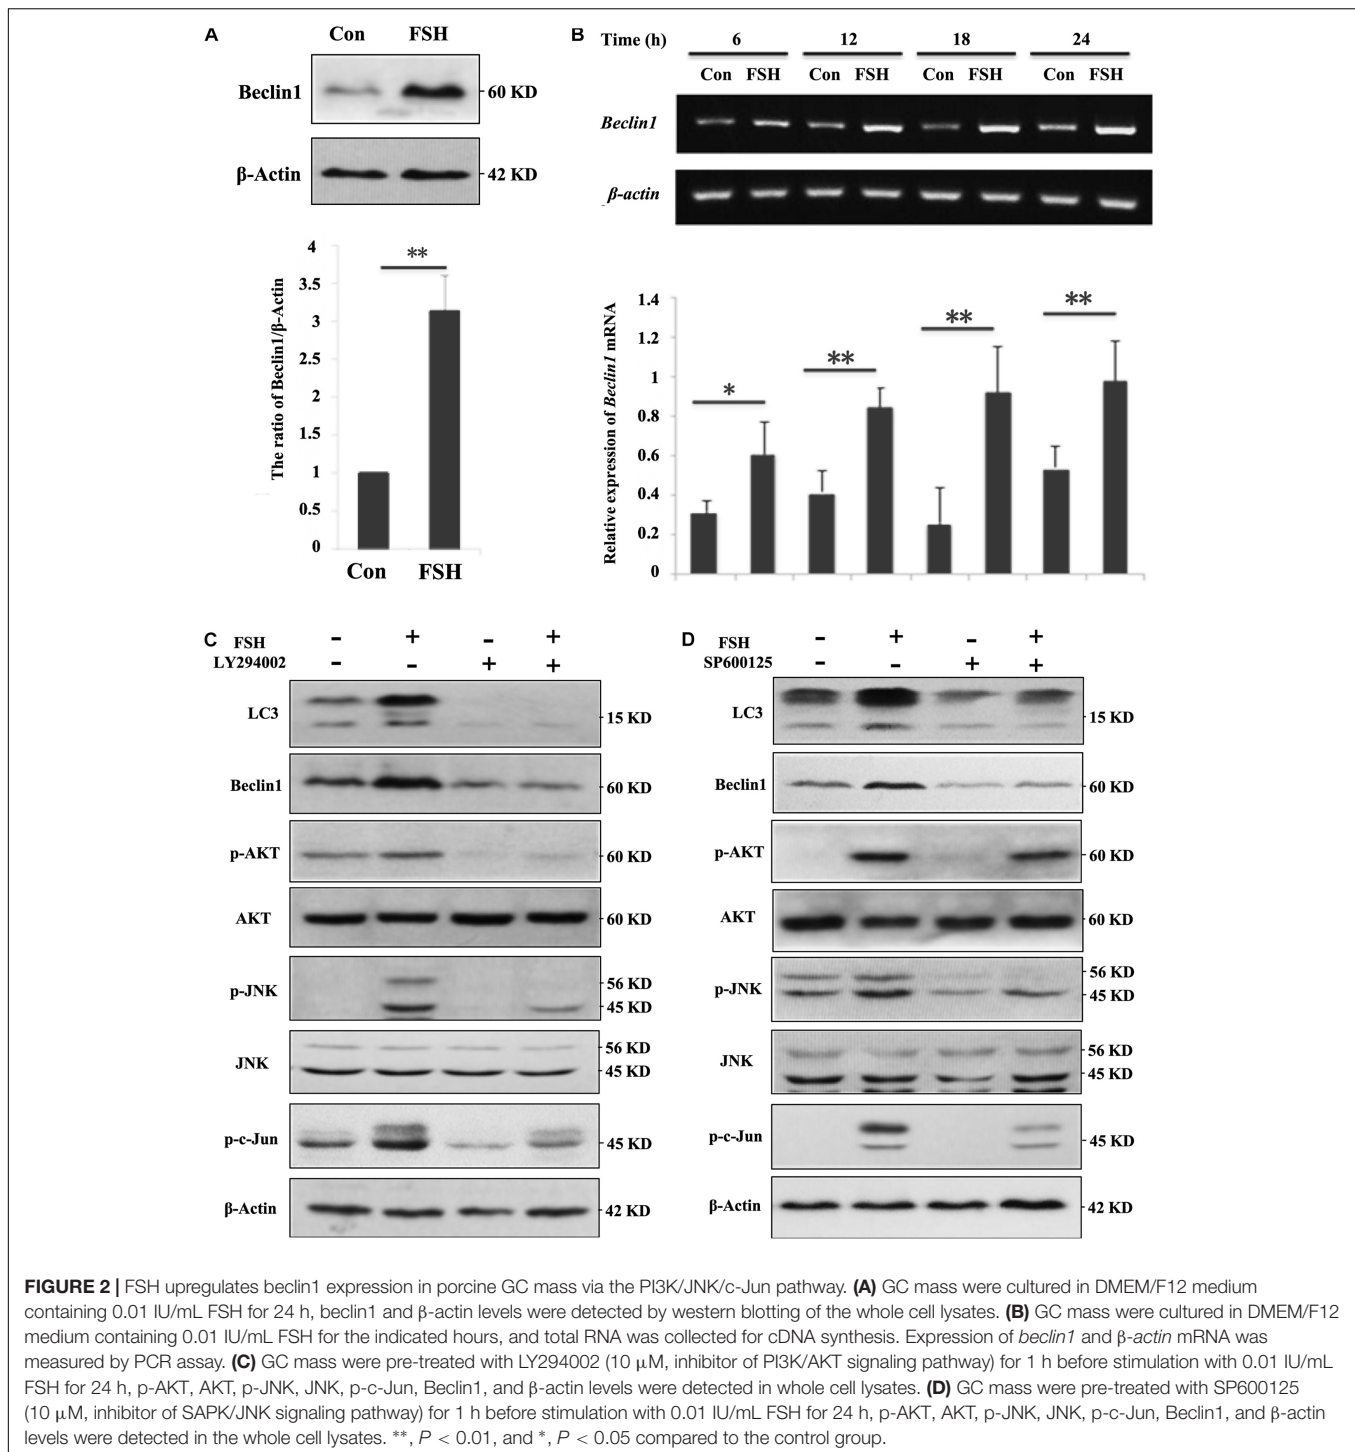 A
Con FSH
Beclin1
60 KD
β-Actin
42 KD
The ratio of Beclin1/β-Actin
4
3.5
3
2.5
2
1.5
1
0.5
0
**
Con FSH
B
Time (h) 6 12 18 24
Con FSH Con FSH Con FSH Con FSH
Beclin1
β-actin
Relative expression of Beclin1 mRNA
1.4
1.2
1
0.8
0.6
0.4
0.2
0
* ** ** **
C
FSH - + - +
LY294002 - - + +
LC3 15 KD
Beclin1 60 KD
p-AKT 60 KD
AKT 60 KD
p-JNK 56 KD
45 KD
JNK 56 KD
45 KD
p-c-Jun 45 KD
β-Actin 42 KD
D
FSH - + - +
SP600125 - - + +
LC3 15 KD
Beclin1 60 KD
p-AKT 60 KD
AKT 60 KD
p-JNK 56 KD
45 KD
JNK 56 KD
45 KD
p-c-Jun 45 KD
β-Actin 42 KD
FIGURE 2 | FSH upregulates beclin1 expression in porcine GC mass via the PI3K/JNK/c-Jun pathway. (A) GC mass were cultured in DMEM/F12 medium
containing 0.01 IU/mL FSH for 24 h, beclin1 and β-actin levels were detected by western blotting of the whole cell lysates. (B) GC mass were cultured in DMEM/F12
medium containing 0.01 IU/mL FSH for the indicated hours, and total RNA was collected for cDNA synthesis. Expression of beclin1 and β-actin mRNA was
measured by PCR assay. (C) GC mass were pre-treated with LY294002 (10 μM, inhibitor of PI3K/AKT signaling pathway) for 1 h before stimulation with 0.01 IU/mL
FSH for 24 h, p-AKT, AKT, p-JNK, JNK, p-c-Jun, Beclin1, and β-actin levels were detected in whole cell lysates. (D) GC mass were pre-treated with SP600125
(10 μM, inhibitor of SAPK/JNK signaling pathway) for 1 h before stimulation with 0.01 IU/mL FSH for 24 h, p-AKT, AKT, p-JNK, JNK, p-c-Jun, Beclin1, and β-actin
levels were detected in the whole cell lysates. **, P < 0.01, and *, P < 0.05 compared to the control group.